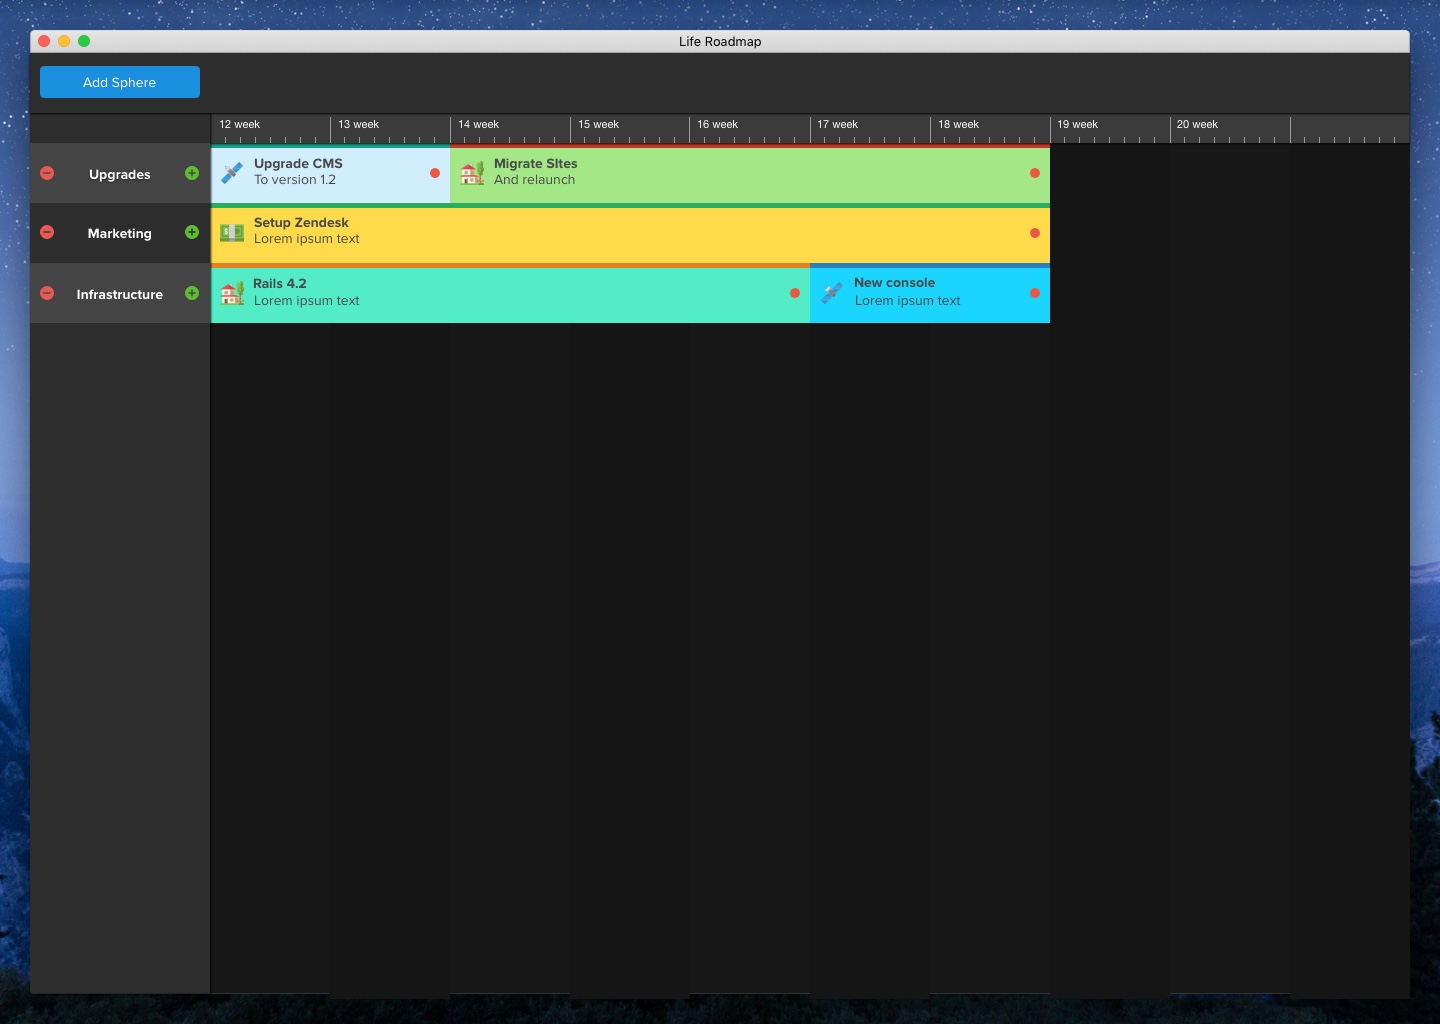 Life Roadmap
Add Sphere
12 week 13 week 14 week 15 week 16 week 17 week 18 week 19 week 20 week
Upgrades
Upgrade CMS
To version 1.2
Migrate SItes
And relaunch
Marketing
Setup Zendesk
Lorem ipsum text
Infrastructure
Rails 4.2
Lorem ipsum text
New console
Lorem ipsum text